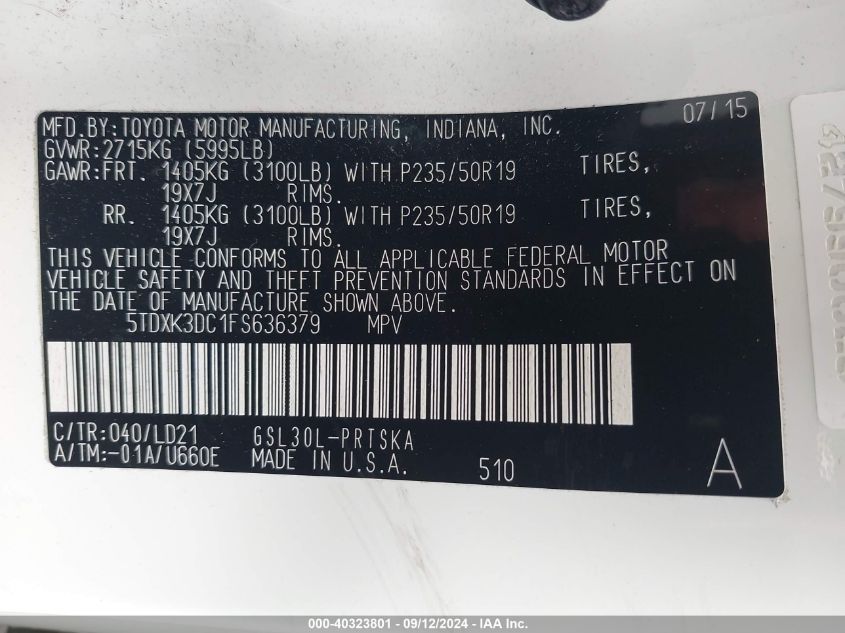 MFD.BY:TOYOTA MOTOR MANUFACTURING, INDIANA, INC. 07/15
GVWR:2715KG (5995LB)
GAWR:FRT. 1405KG (3100LB) WITH P235/50R19 TIRES,
19X7J RIMS.
RR. 1405KG (3100LB) WITH P235/50R19 TIRES,
19X7J RIMS.
THIS VEHICLE CONFORMS TO ALL APPLICABLE FEDERAL MOTOR
VEHICLE SAFETY AND THEFT PREVENTION STANDARDS IN EFFECT ON
THE DATE OF MANUFACTURE SHOWN ABOVE.
5TDXK3DC1FS636379 MPV
C/TR:040/LD21 GSL30L-PRTSKA
A/TM:-01A/U660E MADE IN U.S.A. 510 A
000-40323801 - 09/12/2024 - IAA Inc.